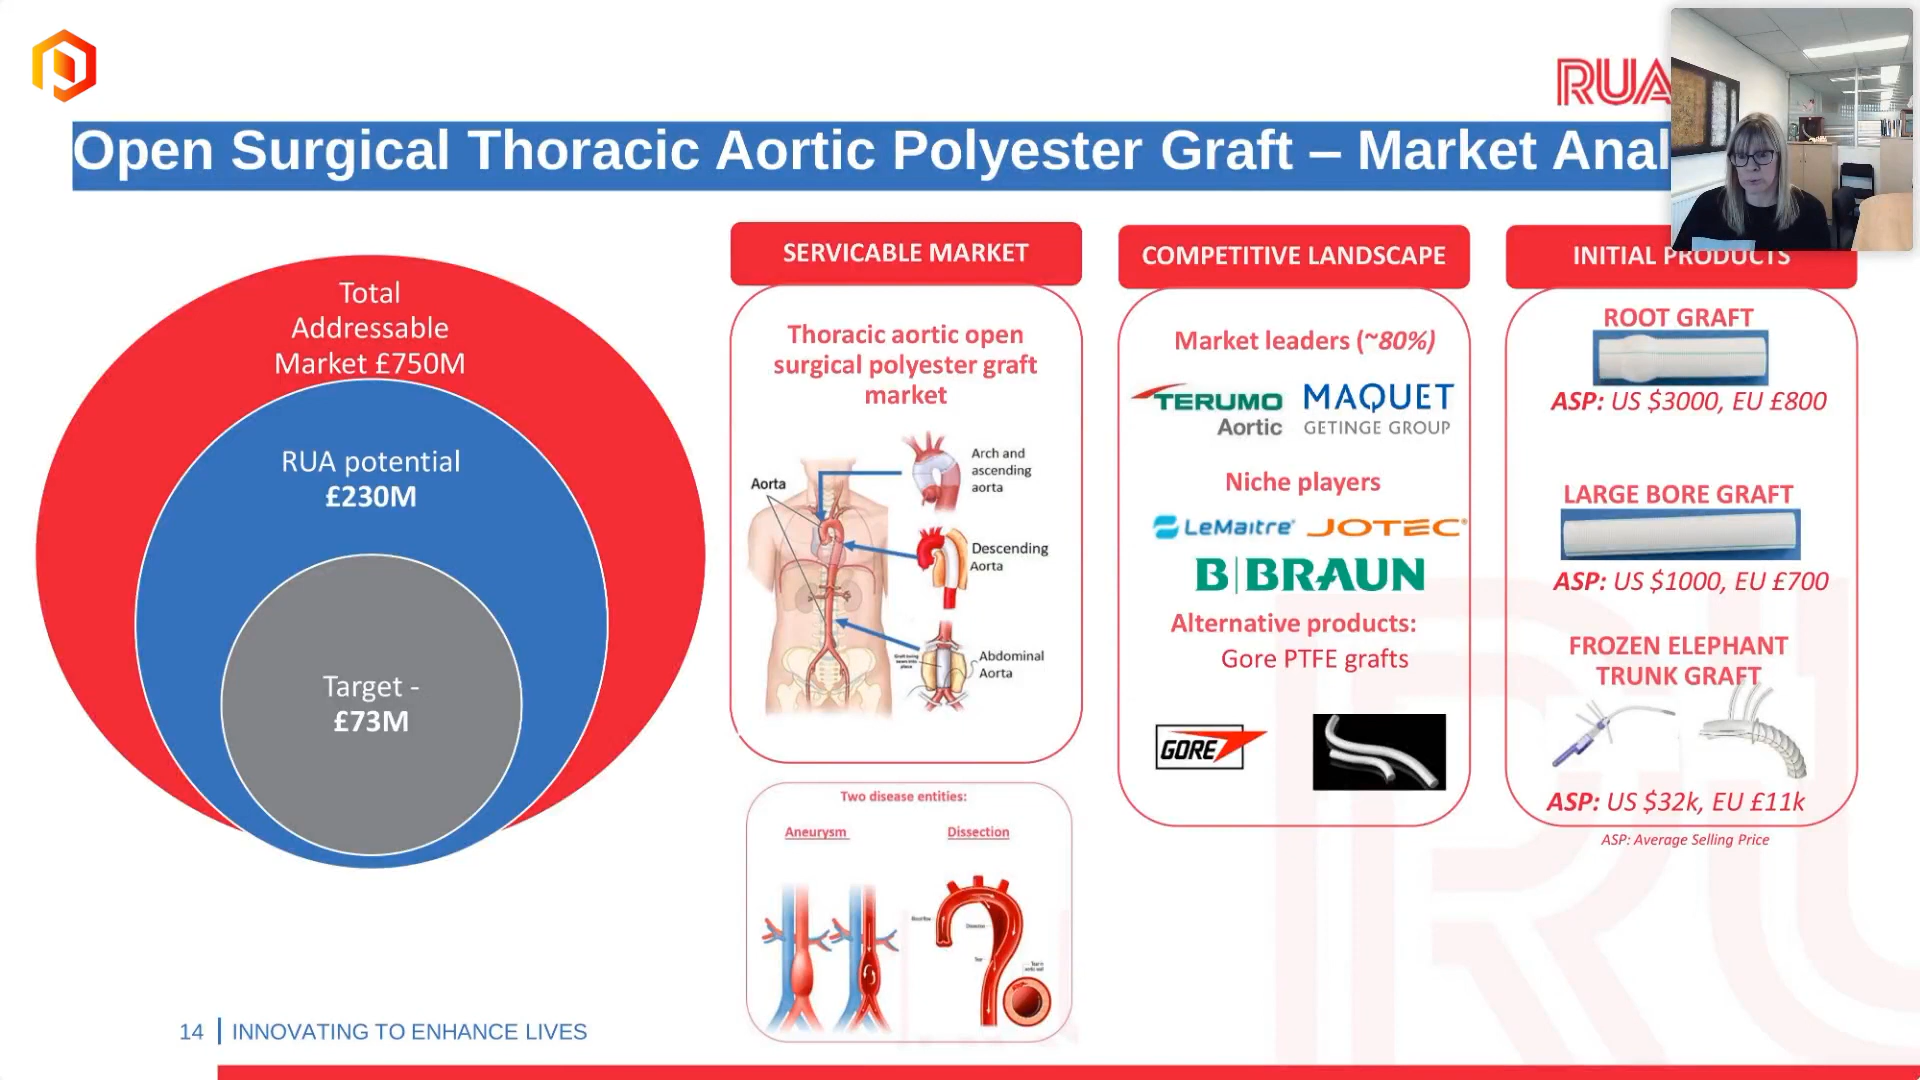 RUA
Open Surgical Thoracic Aortic Polyester Graft – Market Anal
Total
Addressable
Market £750M
RUA potential
£230M
Target -
£73M
SERVICABLE MARKET
Thoracic aortic open
surgical polyester graft
market
Aorta
Arch and
ascending
aorta
Descending
Aorta
Abdominal
Aorta
Two disease entities:
Aneurysm
Dissection
COMPETITIVE LANDSCAPE
Market leaders (~80%)
TERUMO
Aortic
MAQUET
GETINGE GROUP
Niche players
LeMaitre
JOTEC
B|BRAUN
Alternative products:
Gore PTFE grafts
GORE
INITIAL PRODUCTS
ROOT GRAFT
ASP: US $3000, EU £800
LARGE BORE GRAFT
ASP: US $1000, EU £700
FROZEN ELEPHANT
TRUNK GRAFT
ASP: US $32k, EU £11k
ASP: Average Selling Price
14 | INNOVATING TO ENHANCE LIVES